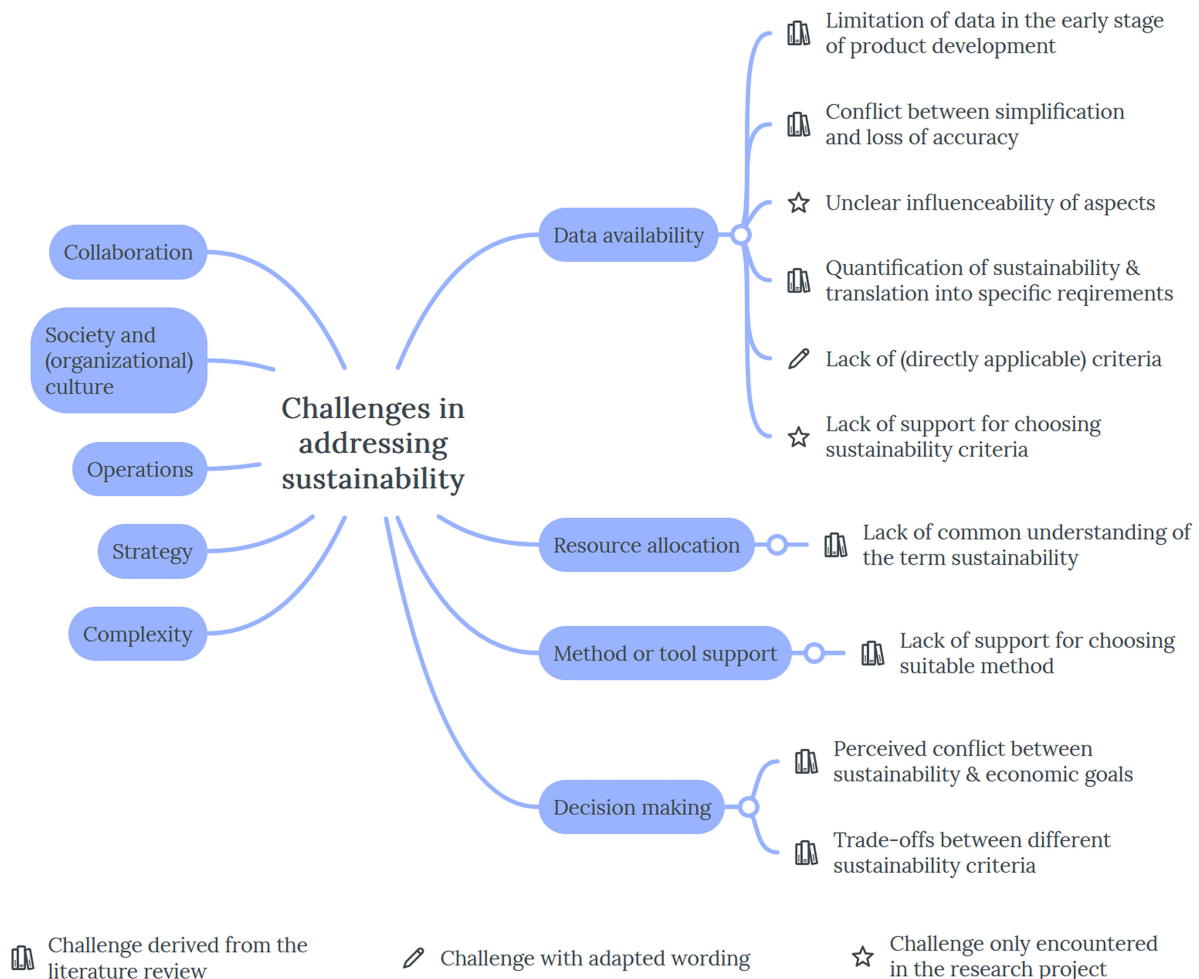 Limitation of data in the early stage
of product development
Conflict between simplification
and loss of accuracy
Unclear influenceability of aspects
Data availability
Quantification of sustainability &
translation into specific reqirements
Lack of (directly applicable) criteria
Lack of support for choosing
sustainability criteria
Collaboration
Society and
(organizational)
culture
Operations
Strategy
Complexity
Challenges in
addressing
sustainability
Resource allocation
Lack of common understanding of
the term sustainability
Method or tool support
Lack of support for choosing
suitable method
Decision making
Perceived conflict between
sustainability & economic goals
Trade-offs between different
sustainability criteria
Challenge derived from the
literature review
Challenge with adapted wording
Challenge only encountered
in the research project